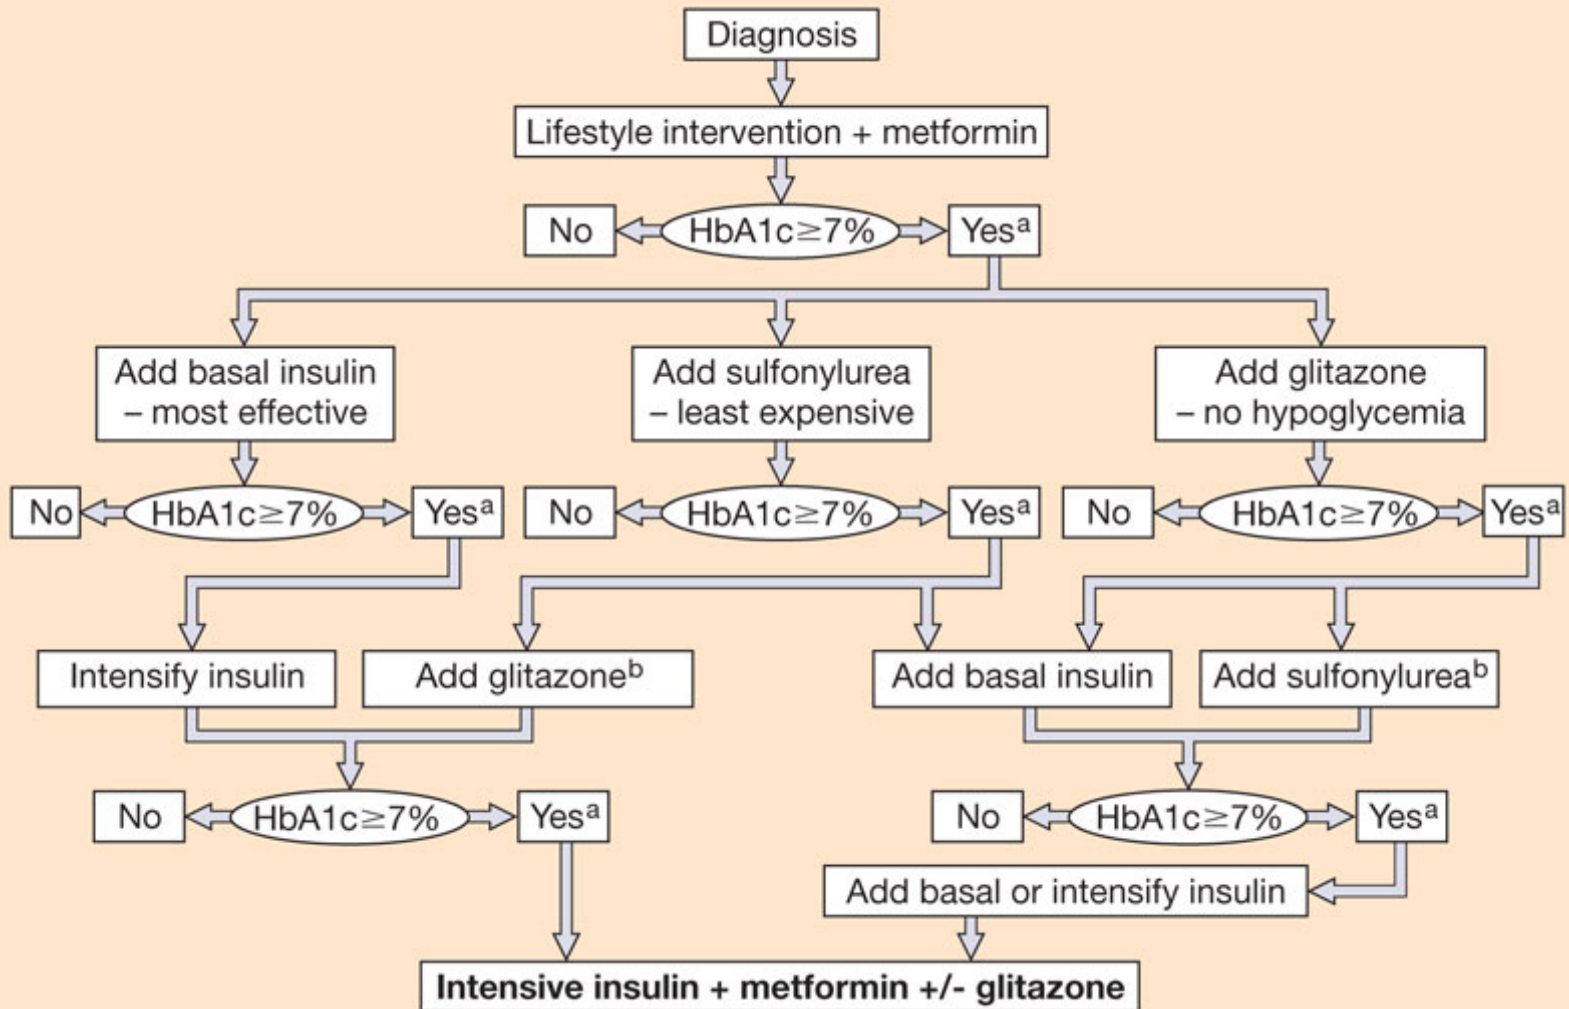 Diagnosis
Lifestyle intervention + metformin
No
HbA1c≥7%
Yesᵃ
Add basal insulin
– most effective
Add sulfonylurea
– least expensive
Add glitazone
– no hypoglycemia
No
HbA1c≥7%
Yesᵃ
No
HbA1c≥7%
Yesᵃ
No
HbA1c≥7%
Yesᵃ
Intensify insulin
Add glitazoneᵇ
Add basal insulin
Add sulfonylureaᵇ
No
HbA1c≥7%
Yesᵃ
No
HbA1c≥7%
Yesᵃ
Add basal or intensify insulin
Intensive insulin + metformin +/- glitazone